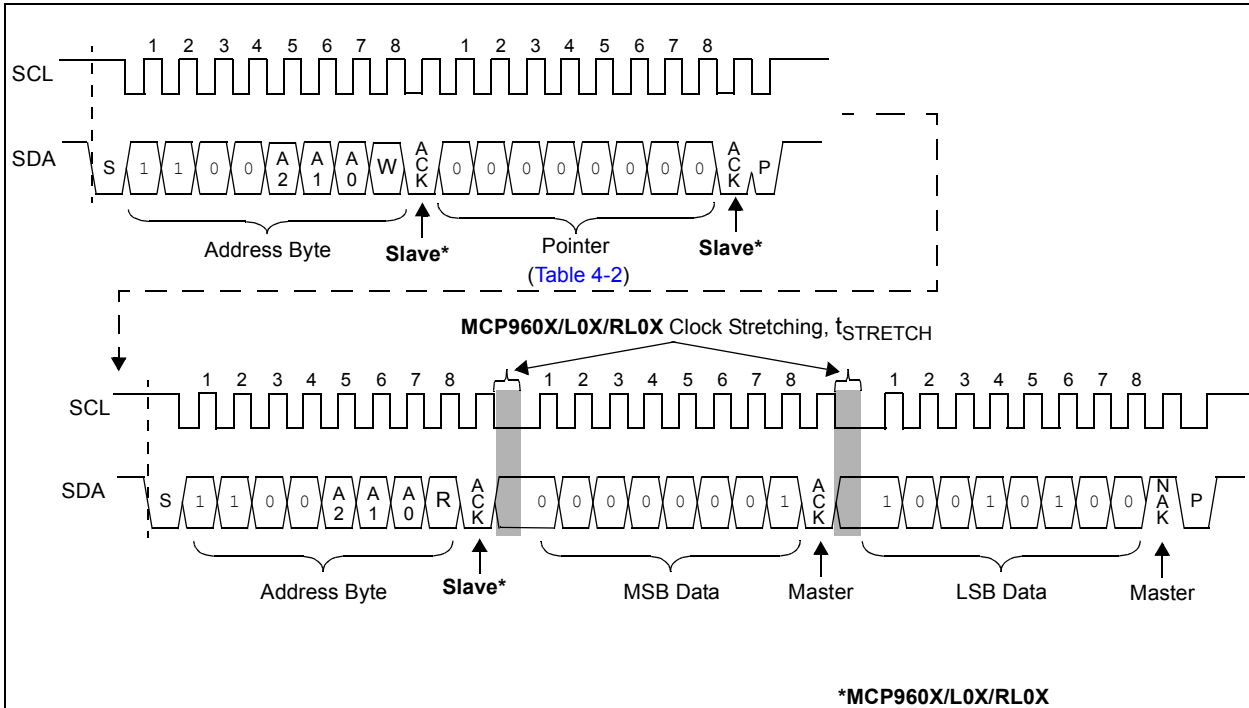 1 2 3 4 5 6 7 8 1 2 3 4 5 6 7 8
SCL
SDA S 1 1 0 0 A2 A1 A0 W ACK 0 0 0 0 0 0 0 0 ACK P
Address Byte Slave* Pointer Slave*
(Table 4-2)
MCP960X/L0X/RL0X Clock Stretching, tSTRETCH
1 2 3 4 5 6 7 8 1 2 3 4 5 6 7 8 1 2 3 4 5 6 7 8
SCL
SDA S 1 1 0 0 A2 A1 A0 R ACK 0 0 0 0 0 0 0 1 ACK 1 0 0 1 0 1 0 0 NAK P
Address Byte Slave* MSB Data Master LSB Data Master
*MCP960X/L0X/RL0X